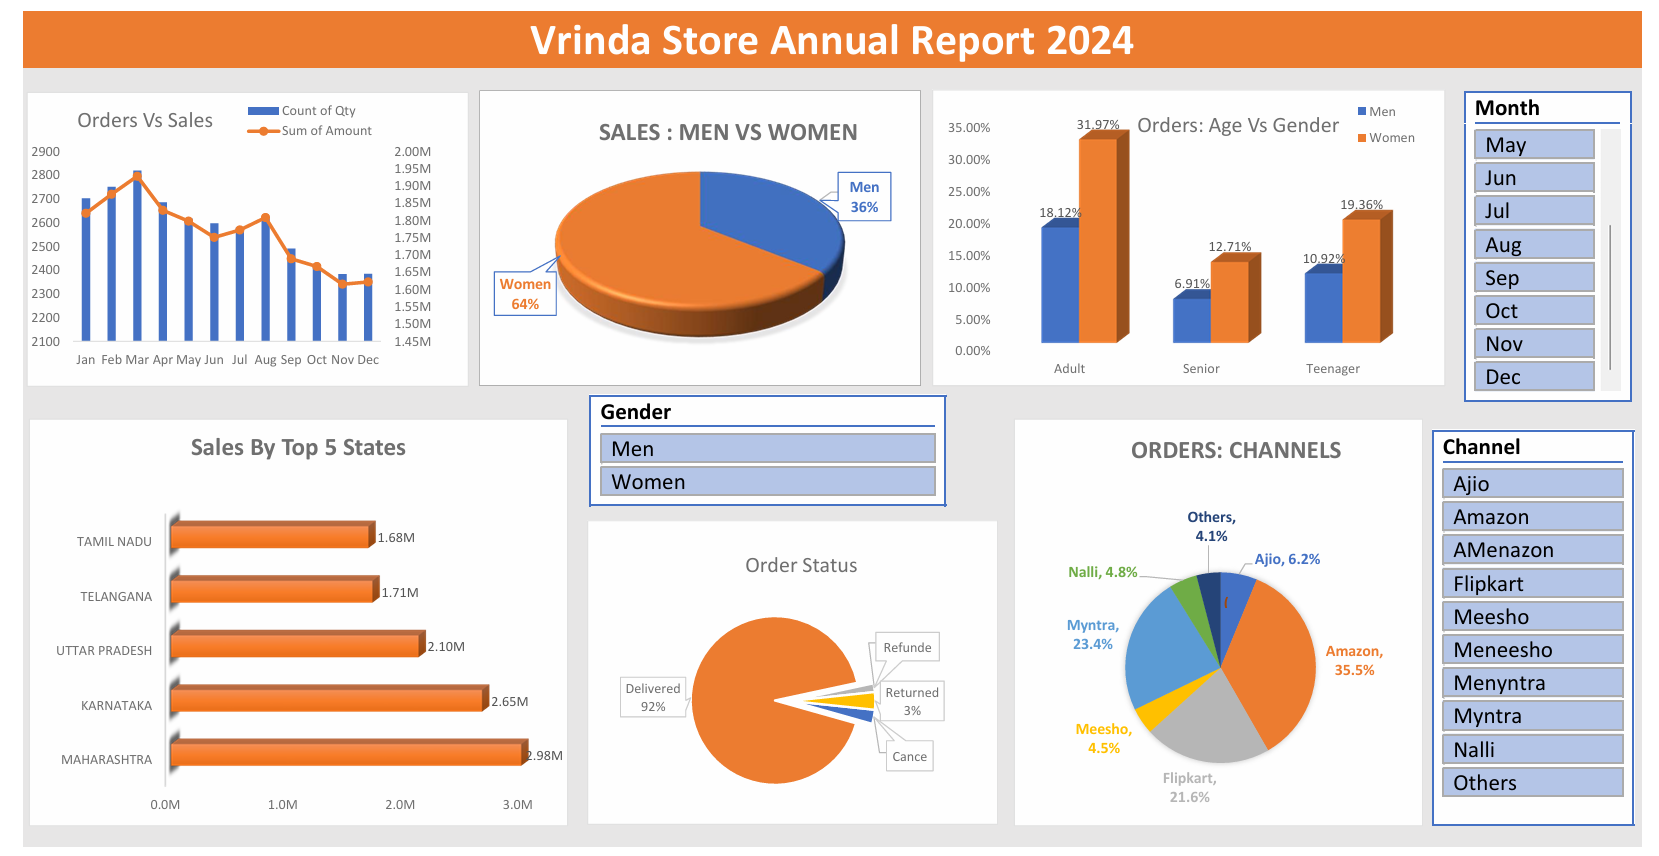 Vrinda Store Annual Report 2024
Orders Vs Sales
Count of Qty
Sum of Amount
2900
2800
2700
2600
2500
2400
2300
2200
2100
2.00M
1.95M
1.90M
1.85M
1.80M
1.75M
1.70M
1.65M
1.60M
1.55M
1.50M
1.45M
Jan Feb Mar Apr May Jun Jul Aug Sep Oct Nov Dec
SALES : MEN VS WOMEN
Men
36%
Women
64%
Orders: Age Vs Gender
Men
Women
35.00%
30.00%
25.00%
20.00%
15.00%
10.00%
5.00%
0.00%
18.12%
31.97%
6.91%
12.71%
10.92%
19.36%
Adult Senior Teenager
Month
May
Jun
Jul
Aug
Sep
Oct
Nov
Dec
Sales By Top 5 States
TAMIL NADU
1.68M
TELANGANA
1.71M
UTTAR PRADESH
2.10M
KARNATAKA
2.65M
MAHARASHTRA
2.98M
0.0M 1.0M 2.0M 3.0M
Gender
Men
Women
Order Status
Delivered
92%
Refunde
Returned
3%
Cance
ORDERS: CHANNELS
Others,
4.1%
Ajio, 6.2%
Nalli, 4.8%
Myntra,
23.4%
Amazon,
35.5%
Meesho,
4.5%
Flipkart,
21.6%
Channel
Ajio
Amazon
AMenazon
Flipkart
Meesho
Meneesho
Menyntra
Myntra
Nalli
Others